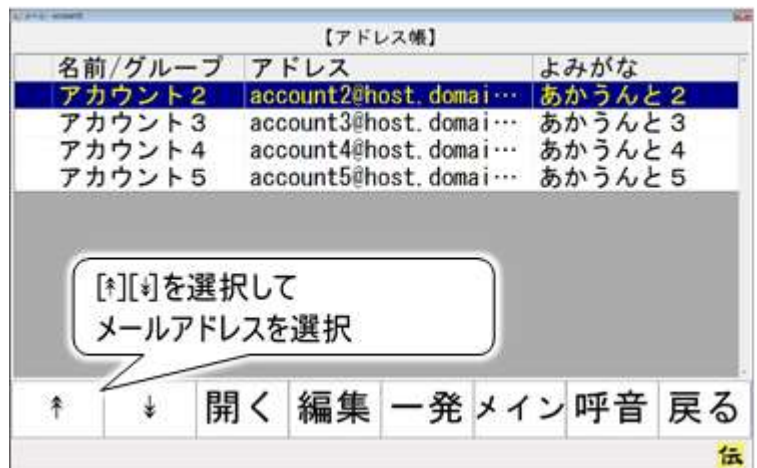 メール - account1
【アドレス帳】
名前/グループ アドレス よみがな
アカウント2 account2@host.domai… あかうんと2
アカウント3 account3@host.domai… あかうんと3
アカウント4 account4@host.domai… あかうんと4
アカウント5 account5@host.domai… あかうんと5
[↟][↡]を選択して
メールアドレスを選択
↟ ↡ 開く 編集 一発 メイン 呼音 戻る
伝